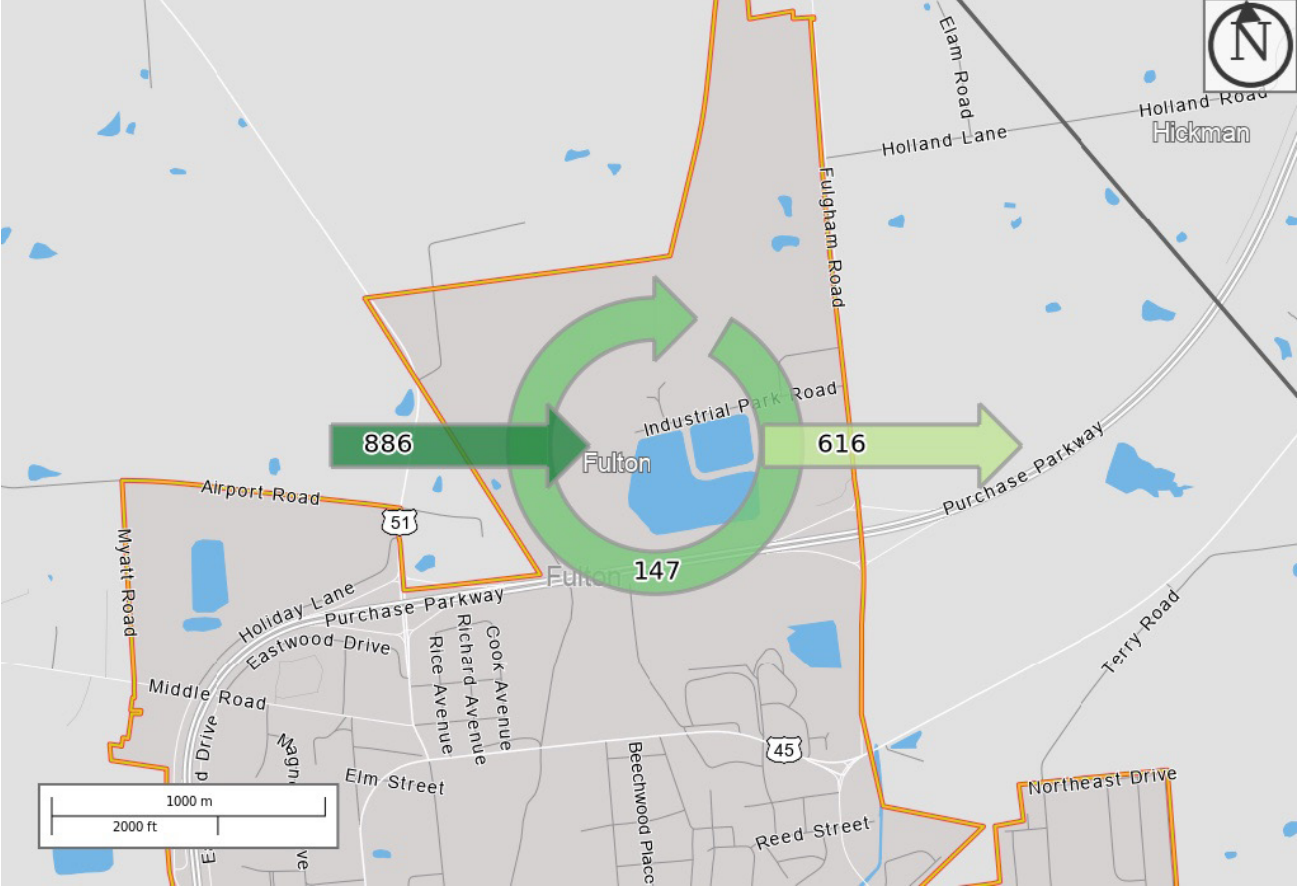 N
Elam Road
Holland Road
Hickman
Holland Lane
Fulgham Road
Industrial Park Road
886
616
Fulton
Purchase Parkway
Airport Road
51
Myatt Road
147
Fulton
Holiday Lane
Purchase Parkway
Eastwood Drive
Cook Avenue
Richard Avenue
Rice Avenue
Terry Road
Middle Road
45
Beechwood Place
Elm Street
Northeast Drive
Reed Street
1000 m
2000 ft